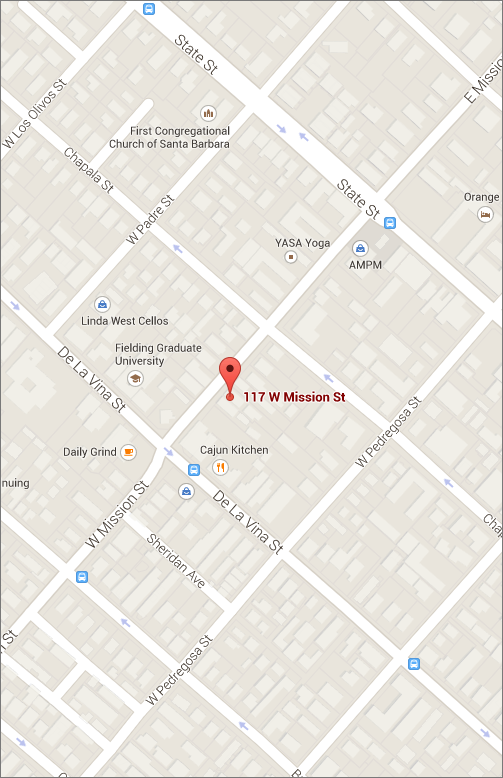 State St
E Missio
W Los Olivos St
First Congregational
Church of Santa Barbara
Chapala St
State St
Orange
W Padre St
YASA Yoga
AMPM
Linda West Cellos
Fielding Graduate
University
De La Vina St
117 W Mission St
W Pedregosa St
Daily Grind
Cajun Kitchen
nuing
W Mission St
De La Vina St
Chap
Sheridan Ave
n St
W Pedregosa St
B